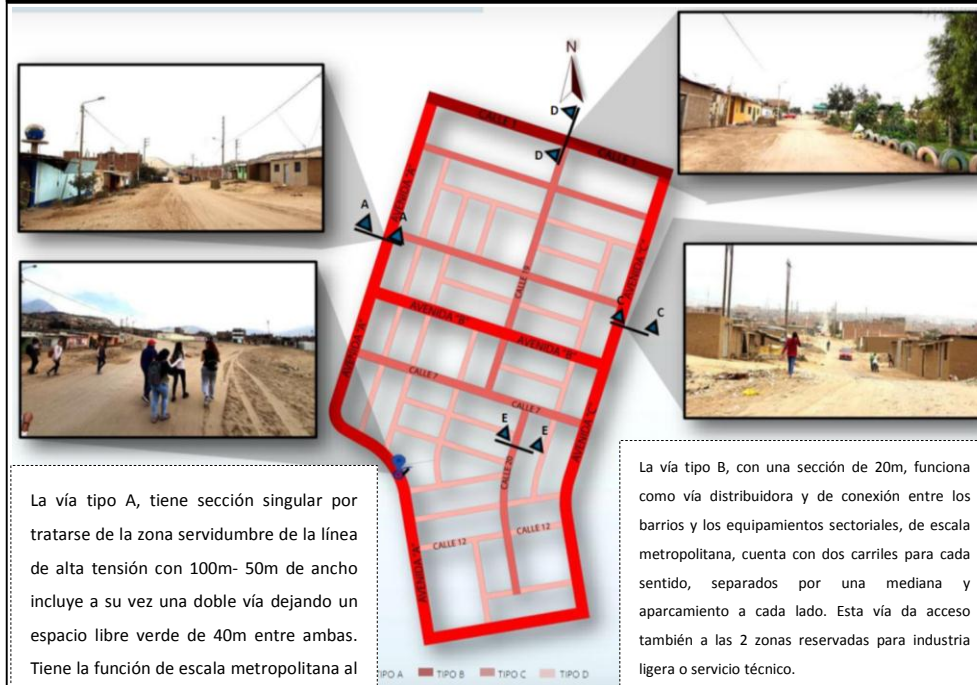 N
D
D
CALLE 1
CALLE 1
AVENIDA "A"
A
A
CALLE 19
AVENIDA "C"
C
C
AVENIDA "B"
AVENIDA "B"
AVENIDA "A"
CALLE 7
CALLE 7
AVENIDA "C"
E
E
CALLE 20
CALLE 12
CALLE 12
AVENIDA "A"
La vía tipo A, tiene sección singular por
tratarse de la zona servidumbre de la línea
de alta tensión con 100m- 50m de ancho
incluye a su vez una doble vía dejando un
espacio libre verde de 40m entre ambas.
Tiene la función de escala metropolitana al
La vía tipo B, con una sección de 20m, funciona
como vía distribuidora y de conexión entre los
barrios y los equipamientos sectoriales, de escala
metropolitana, cuenta con dos carriles para cada
sentido, separados por una mediana y
aparcamiento a cada lado. Esta vía da acceso
también a las 2 zonas reservadas para industria
ligera o servicio técnico.
TIPO A TIPO B TIPO C TIPO D